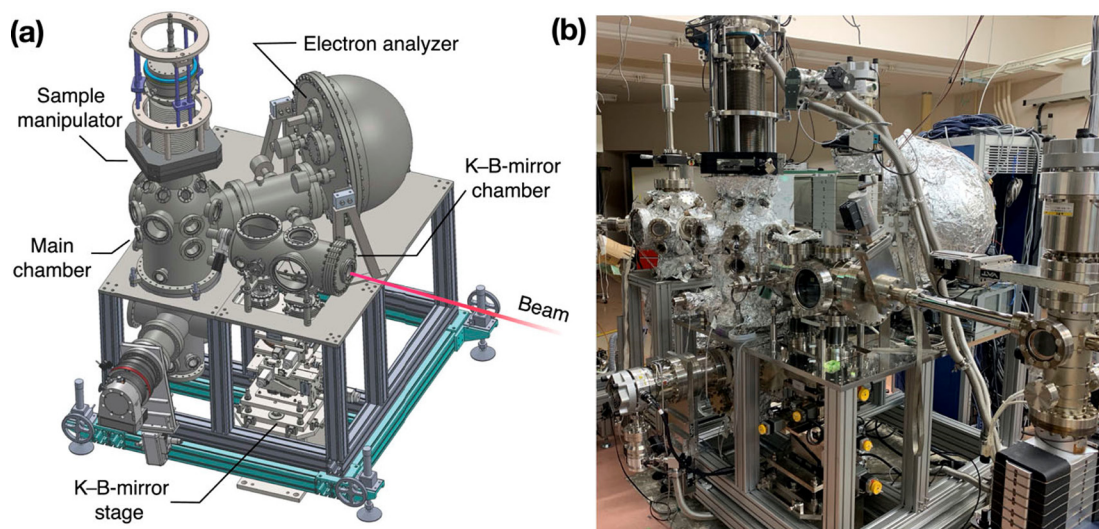 (a)
Electron analyzer
Sample
manipulator
K–B-mirror
chamber
Main
chamber
Beam
K–B-mirror
stage
(b)